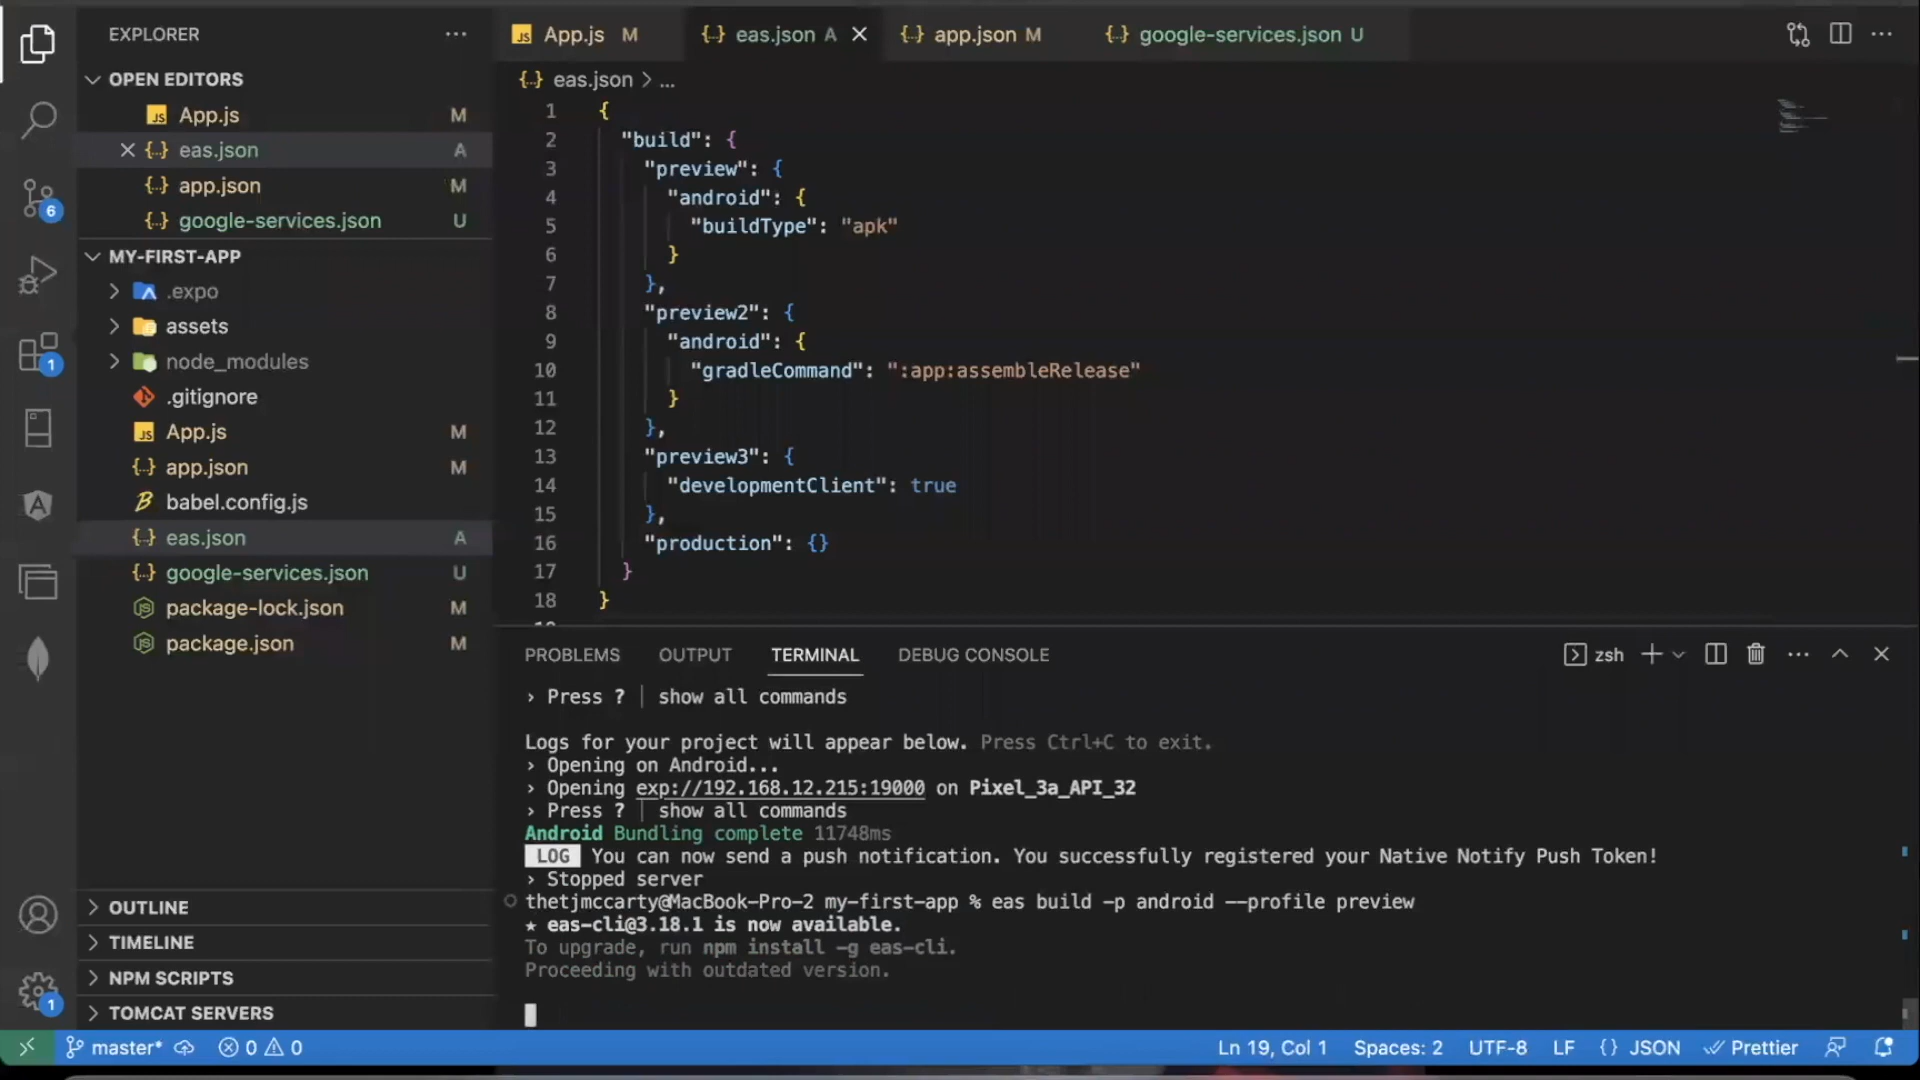 EXPLORER
OPEN EDITORS
App.js M
eas.json A
app.json M
google-services.json U
MY-FIRST-APP
.expo
assets
node_modules
.gitignore
App.js M
app.json M
babel.config.js
eas.json A
google-services.json U
package-lock.json M
package.json M
OUTLINE
TIMELINE
NPM SCRIPTS
TOMCAT SERVERS
6
1
1
App.js M
eas.json A
app.json M
google-services.json U
eas.json > ...
1 {
2 "build": {
3 "preview": {
4 "android": {
5 "buildType": "apk"
6 }
7 },
8 "preview2": {
9 "android": {
10 "gradleCommand": ":app:assembleRelease"
11 }
12 },
13 "preview3": {
14 "developmentClient": true
15 },
16 "production": {}
17 }
18 }
PROBLEMS OUTPUT TERMINAL DEBUG CONSOLE zsh
› Press ? │ show all commands
Logs for your project will appear below. Press Ctrl+C to exit.
› Opening on Android...
› Opening exp://192.168.12.215:19000 on Pixel_3a_API_32
› Press ? │ show all commands
Android Bundling complete 11748ms
LOG You can now send a push notification. You successfully registered your Native Notify Push Token!
› Stopped server
thetjmccarty@MacBook-Pro-2 my-first-app % eas build -p android --profile preview
★ eas-cli@3.18.1 is now available.
To upgrade, run npm install -g eas-cli.
Proceeding with outdated version.
master* 0 0 Ln 19, Col 1 Spaces: 2 UTF-8 LF {} JSON Prettier